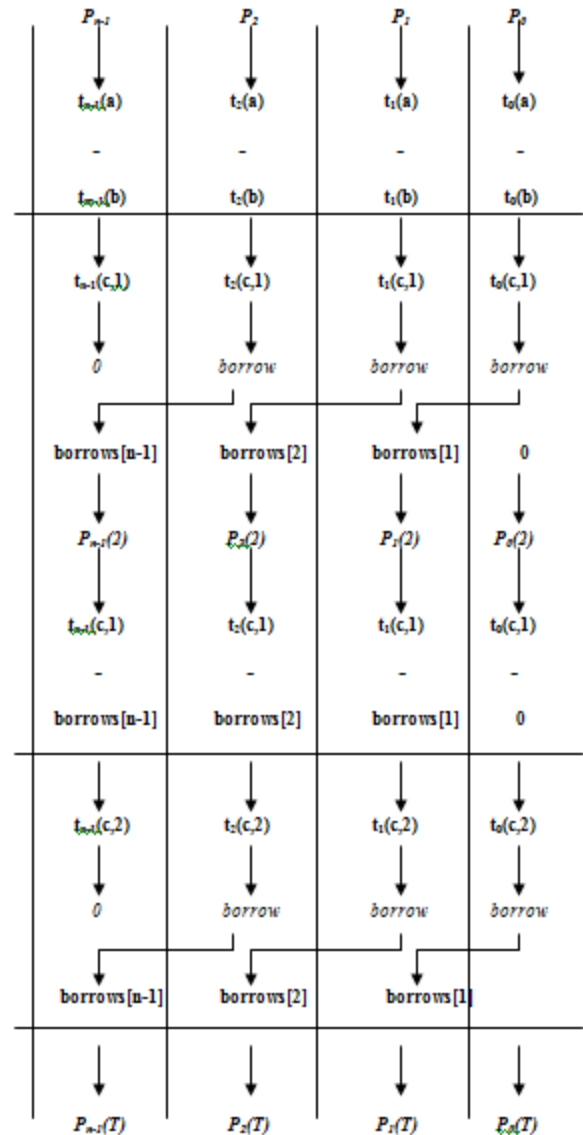 Pn-1 P2 P1 P0
tn-1(a) t2(a) t1(a) t0(a)
- - - -
tn-1(b) t2(b) t1(b) t0(b)
tn-1(c,1) t2(c,1) t1(c,1) t0(c,1)
0 borrow borrow borrow
borrows[n-1] borrows[2] borrows[1] 0
Pn-1(2) P2(2) P1(2) P0(2)
tn-1(c,1) t2(c,1) t1(c,1) t0(c,1)
- - - -
borrows[n-1] borrows[2] borrows[1] 0
tn-1(c,2) t2(c,2) t1(c,2) t0(c,2)
0 borrow borrow borrow
borrows[n-1] borrows[2] borrows[1]
Pn-1(T) P2(T) P1(T) P0(T)